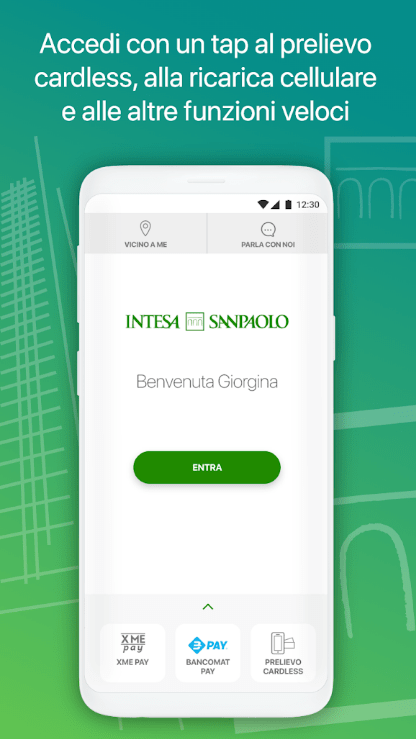 Accedi con un tap al prelievo
cardless, alla ricarica cellulare
e alle altre funzioni veloci
12:30
VICINO A ME
PARLA CON NOI
INTESA SANPAOLO
Benvenuta Giorgina
ENTRA
XME
pay
XME PAY
PAY
BANCOMAT
PAY
PRELIEVO
CARDLESS